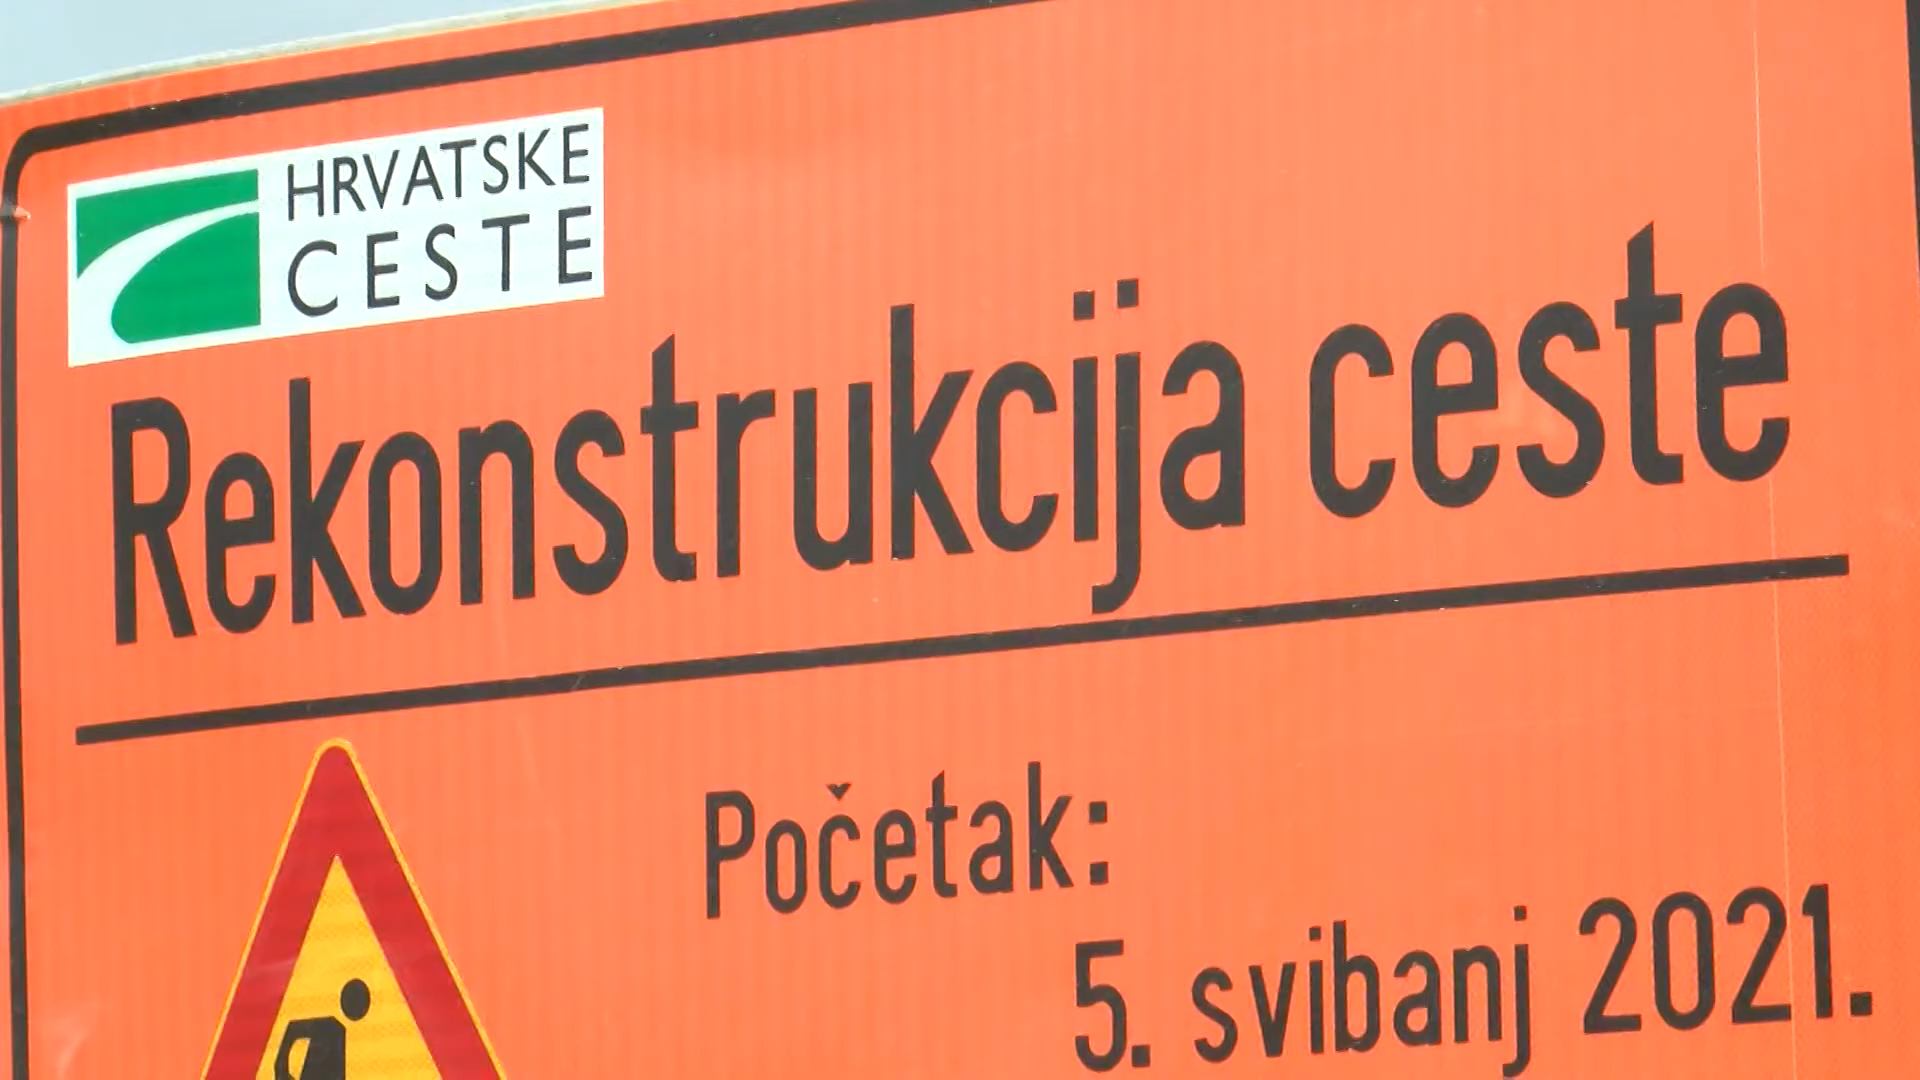 HRVATSKE
CESTE
Rekonstrukcija ceste
Početak:
5. svibanj 2021.